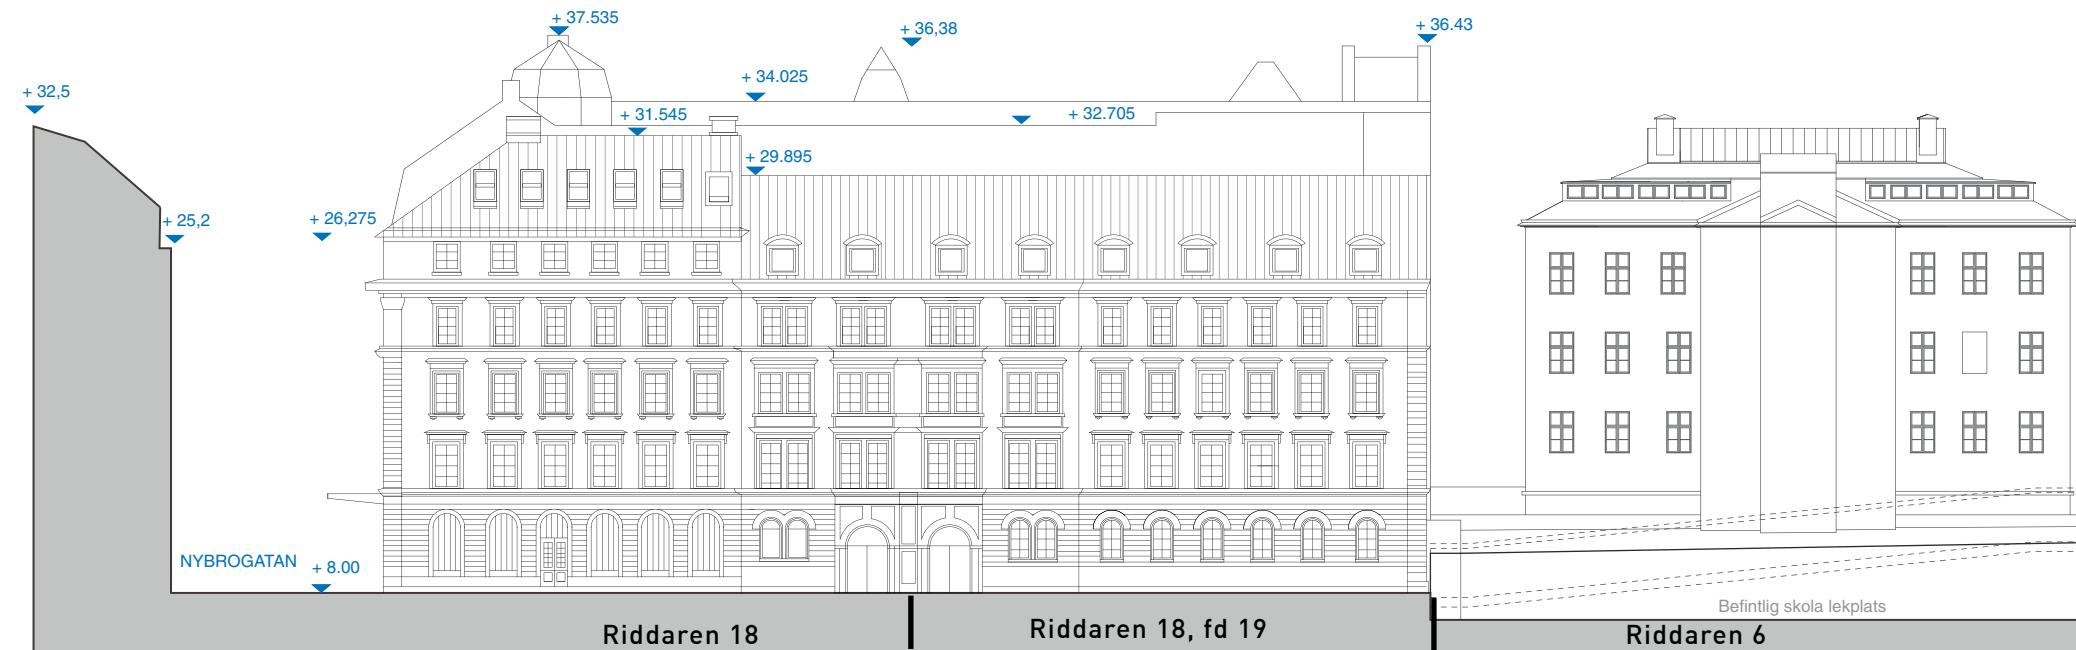 + 37.535
+ 36,38
+ 36.43
+ 34.025
+ 32,5
+ 31.545
+ 32.705
+ 29.895
+ 26,275
+ 25,2
NYBROGATAN
+ 8.00
Befintlig skola lekplats
Riddaren 18
Riddaren 18, fd 19
Riddaren 6